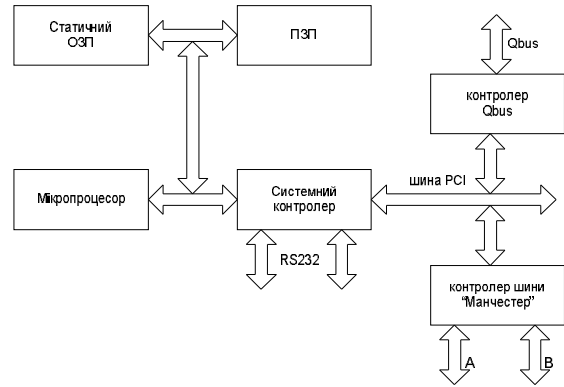 Статичний
ОЗП
ПЗП
Qbus
контролер
Qbus
шина PCI
Мікропроцесор
Системний
контролер
RS232
контролер шини
“Манчестер”
A
B